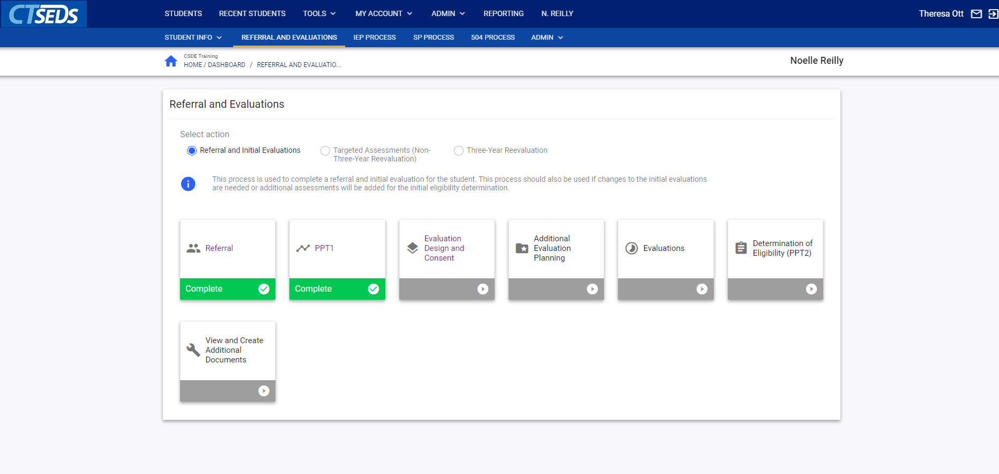 CTSEDS
STUDENTS
RECENT STUDENTS
TOOLS
MY ACCOUNT
ADMIN
REPORTING
N. REILLY
Theresa Ott
STUDENT INFO
REFERRAL AND EVALUATIONS
IEP PROCESS
SP PROCESS
504 PROCESS
ADMIN
CSDE Training
HOME / DASHBOARD / REFERRAL AND EVALUATIO...
Noelle Reilly
Referral and Evaluations
Select action
Referral and Initial Evaluations
Targeted Assessments (Non-
Three-Year Reevaluation)
Three-Year Reevaluation
This process is used to complete a referral and initial evaluation for the student. This process should also be used if changes to the initial evaluations
are needed or additional assessments will be added for the initial eligibility determination.
Referral
Complete
PPT1
Complete
Evaluation
Design and
Consent
Additional
Evaluation
Planning
Evaluations
Determination of
Eligibility (PPT2)
View and Create
Additional
Documents